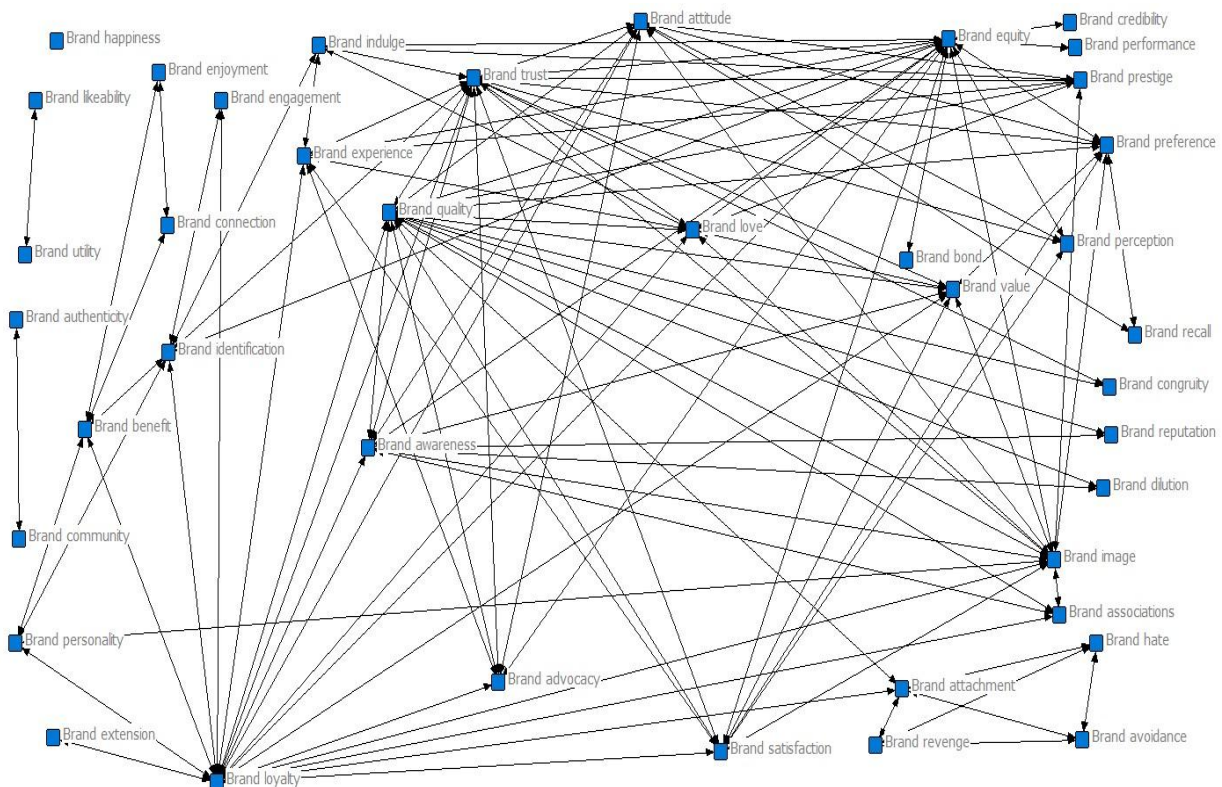 Brand attitude
Brand credibility
Brand happiness
Brand indulge
Brand equity
Brand performance
Brand enjoyment
Brand trust
Brand prestige
Brand likeability
Brand engagement
Brand experience
Brand preference
Brand quality
Brand connection
Brand love
Brand perception
Brand utility
Brand bond
Brand value
Brand authenticity
Brand identification
Brand recall
Brand congruity
Brand benefit
Brand awareness
Brand reputation
Brand dilution
Brand community
Brand image
Brand associations
Brand personality
Brand hate
Brand advocacy
Brand attachment
Brand extension
Brand satisfaction
Brand revenge
Brand avoidance
Brand loyalty